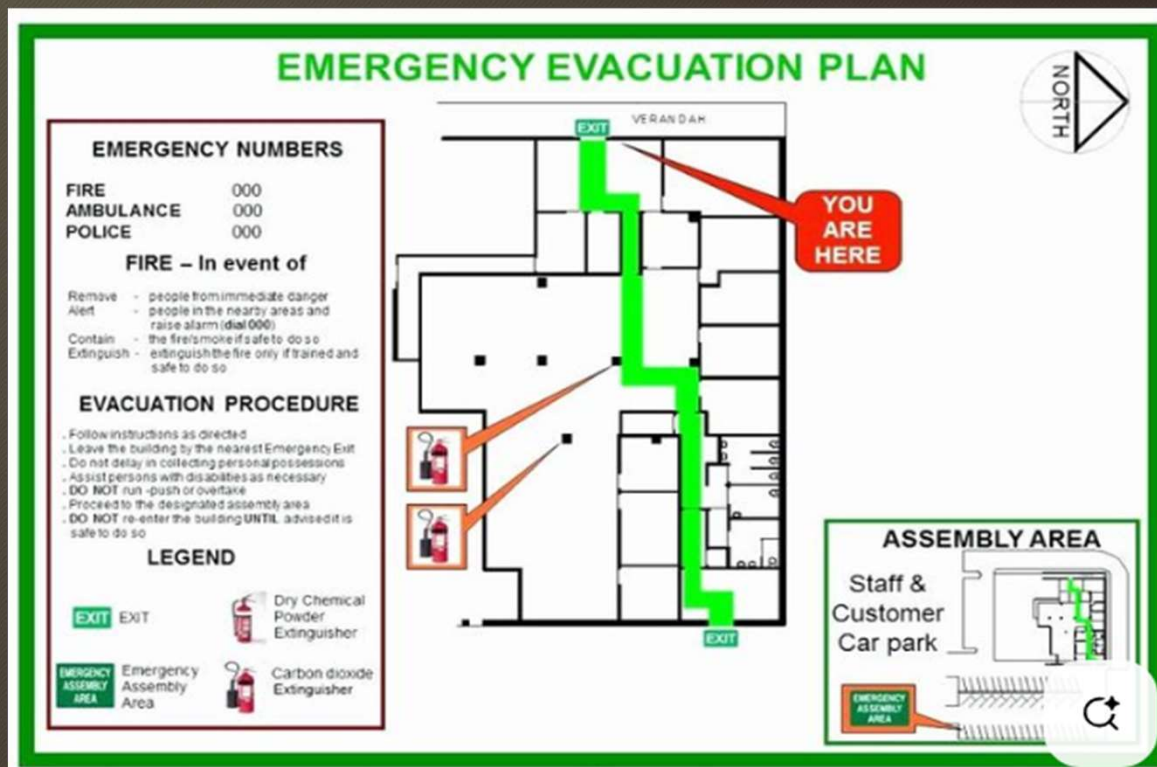 EMERGENCY EVACUATION PLAN
NORTH
EMERGENCY NUMBERS
FIRE 000
AMBULANCE 000
POLICE 000
FIRE – In event of
Remove - people from immediate danger
Alert - people in the nearby areas and
raise alarm (dial 000)
Contain - the fire/smoke if safe to do so
Extinguish - extinguish the fire only if trained and
safe to do so
EVACUATION PROCEDURE
. Follow instructions as directed
. Leave the building by the nearest Emergency Exit
. Do not delay in collecting personal possessions
. Assist persons with disabilities as necessary
. DO NOT run -push or overtake
. Proceed to the designated assembly area
. DO NOT re-enter the building UNTIL advised it is
safe to do so
LEGEND
EXIT EXIT
Dry Chemical
Powder
Extinguisher
EMERGENCY
ASSEMBLY
AREA
Emergency
Assembly
Area
Carbon dioxide
Extinguisher
EXIT
VERANDAH
YOU
ARE
HERE
EXIT
ASSEMBLY AREA
Staff &
Customer
Car park
EMERGENCY
ASSEMBLY
AREA